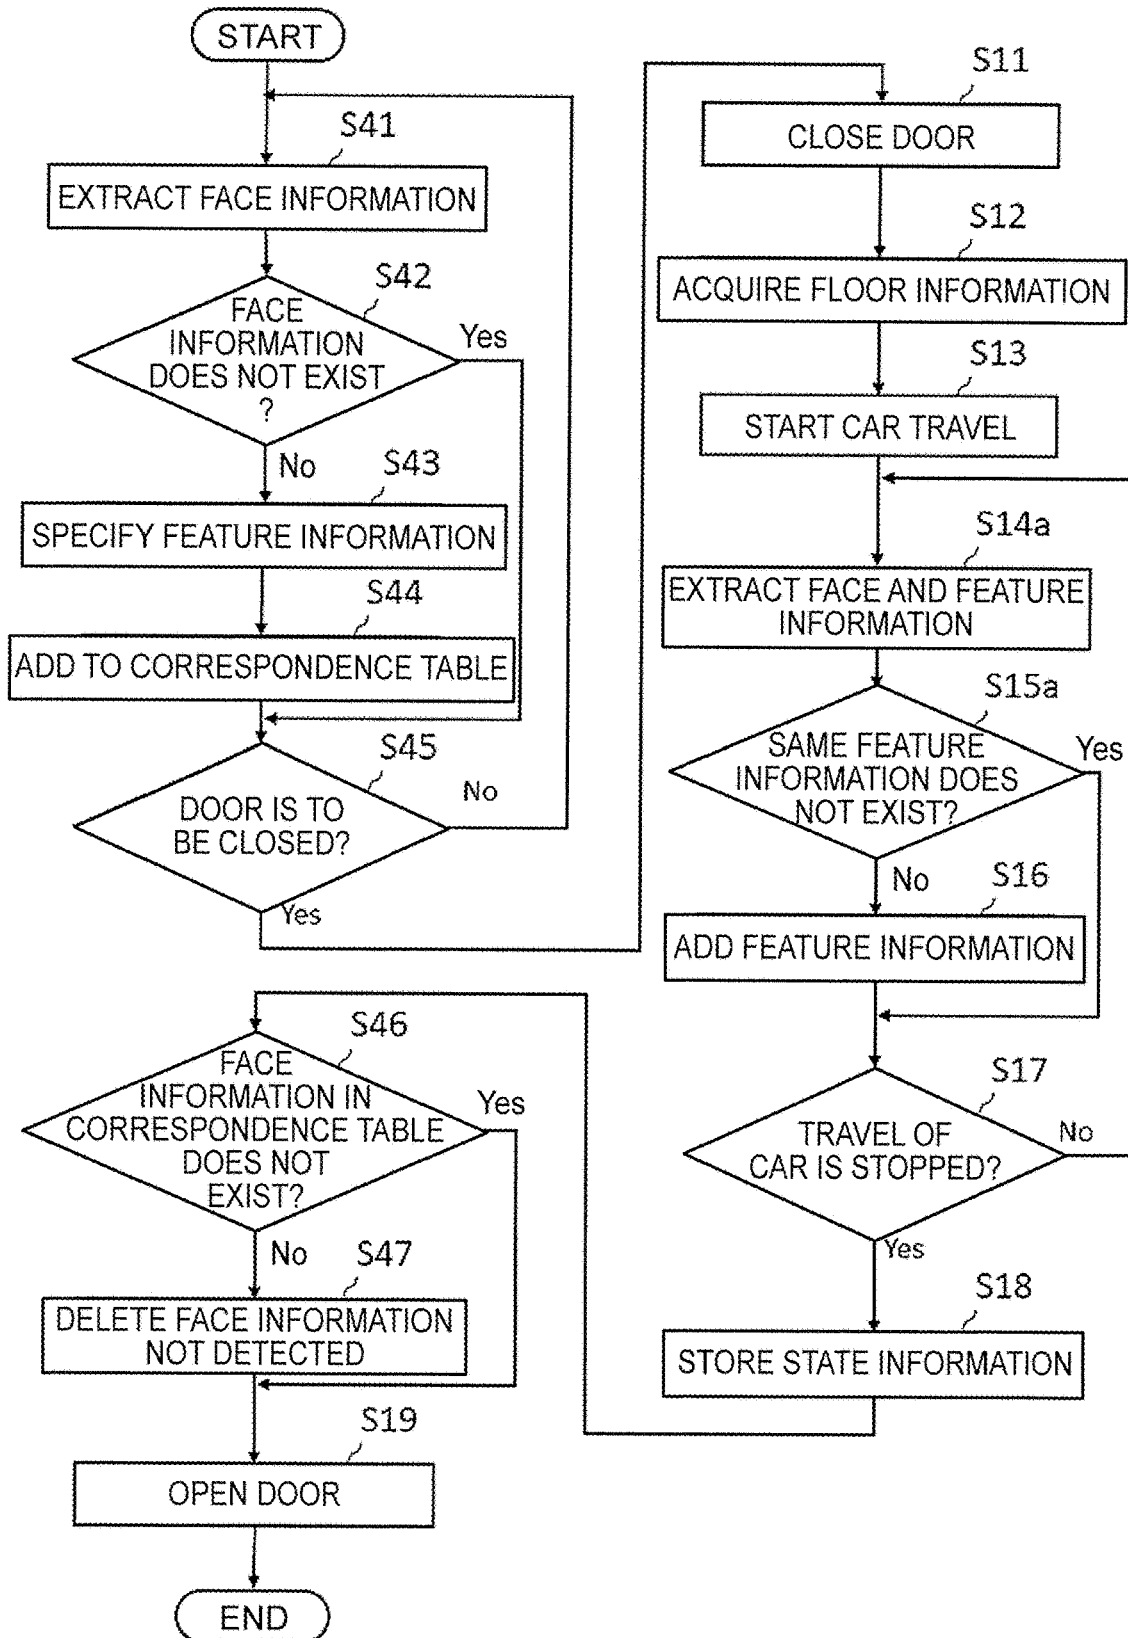 START
S41
EXTRACT FACE INFORMATION
S42
FACE
INFORMATION
DOES NOT EXIST
?
Yes
No
S43
SPECIFY FEATURE INFORMATION
S44
ADD TO CORRESPONDENCE TABLE
S45
DOOR IS TO
BE CLOSED?
No
Yes
S11
CLOSE DOOR
S12
ACQUIRE FLOOR INFORMATION
S13
START CAR TRAVEL
S14a
EXTRACT FACE AND FEATURE
INFORMATION
S15a
SAME FEATURE
INFORMATION DOES
NOT EXIST?
Yes
No
S16
ADD FEATURE INFORMATION
S17
TRAVEL OF
CAR IS STOPPED?
No
Yes
S18
STORE STATE INFORMATION
S46
FACE
INFORMATION IN
CORRESPONDENCE TABLE
DOES NOT
EXIST?
Yes
No
S47
DELETE FACE INFORMATION
NOT DETECTED
S19
OPEN DOOR
END